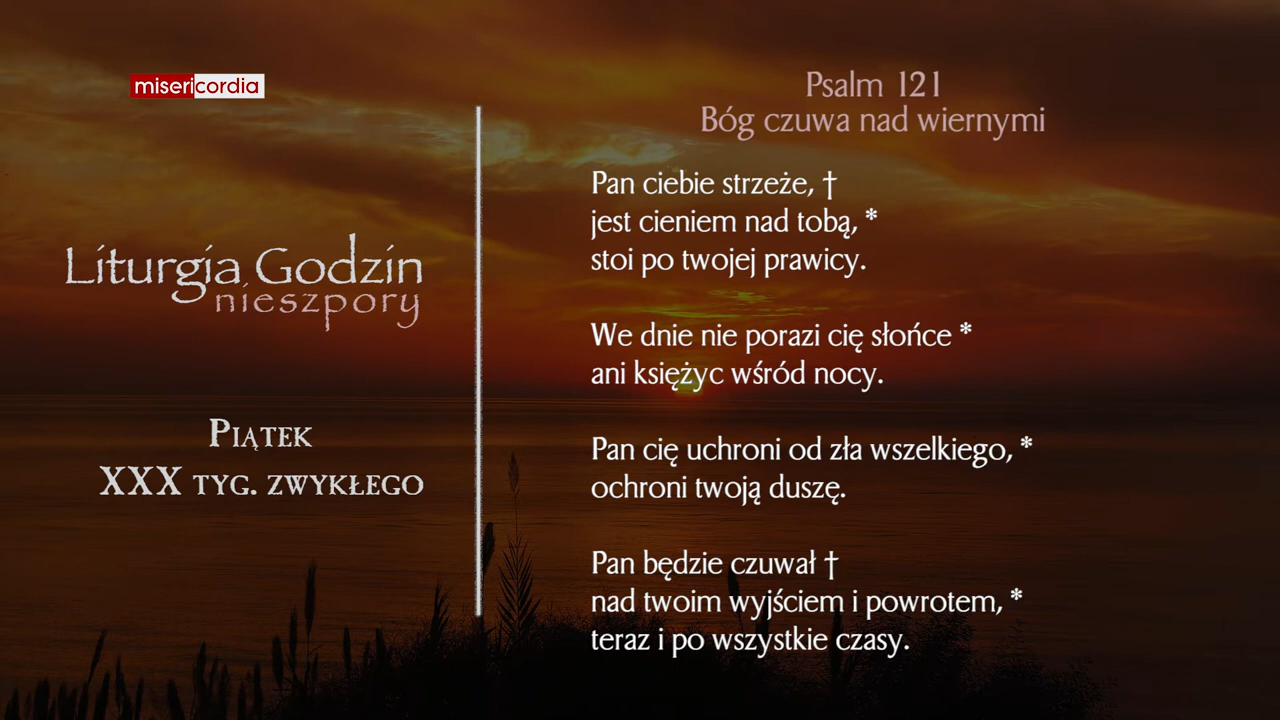 misericordia
Liturgia Godzin
nieszpory
Piątek
XXX tyg. zwykłego
Psalm 121
Bóg czuwa nad wiernymi
Pan ciebie strzeże, †
jest cieniem nad tobą, *
stoi po twojej prawicy.
We dnie nie porazi cię słońce *
ani księżyc wśród nocy.
Pan cię uchroni od zła wszelkiego, *
ochroni twoją duszę.
Pan będzie czuwał †
nad twoim wyjściem i powrotem, *
teraz i po wszystkie czasy.